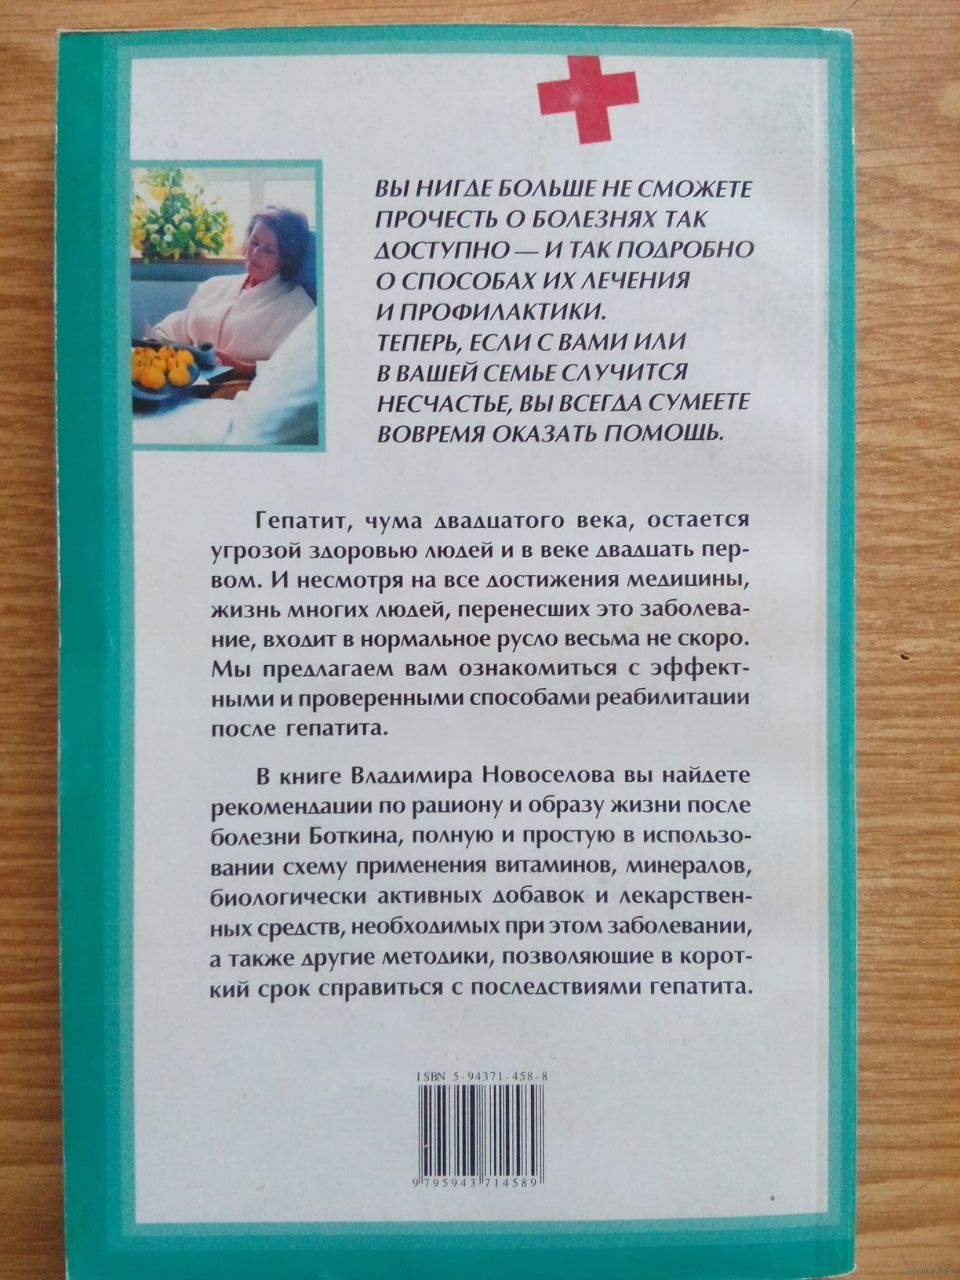 ВЫ НИГДЕ БОЛЬШЕ НЕ СМОЖЕТЕ
ПРОЧЕСТЬ О БОЛЕЗНЯХ ТАК
ДОСТУПНО — И ТАК ПОДРОБНО
О СПОСОБАХ ИХ ЛЕЧЕНИЯ
И ПРОФИЛАКТИКИ.
ТЕПЕРЬ, ЕСЛИ С ВАМИ ИЛИ
В ВАШЕЙ СЕМЬЕ СЛУЧИТСЯ
НЕСЧАСТЬЕ, ВЫ ВСЕГДА СУМЕЕТЕ
ВОВРЕМЯ ОКАЗАТЬ ПОМОЩЬ.
Гепатит, чума двадцатого века, остается
угрозой здоровью людей и в веке двадцать пер-
вом. И несмотря на все достижения медицины,
жизнь многих людей, перенесших это заболева-
ние, входит в нормальное русло весьма не скоро.
Мы предлагаем вам ознакомиться с эффект-
ными и проверенными способами реабилитации
после гепатита.
В книге Владимира Новоселова вы найдете
рекомендации по рациону и образу жизни после
болезни Боткина, полную и простую в использо-
вании схему применения витаминов, минералов,
биологически активных добавок и лекарствен-
ных средств, необходимых при этом заболевании,
а также другие методики, позволяющие в корот-
кий срок справиться с последствиями гепатита.
ISBN 5-94371-458-8
9 795943 714589